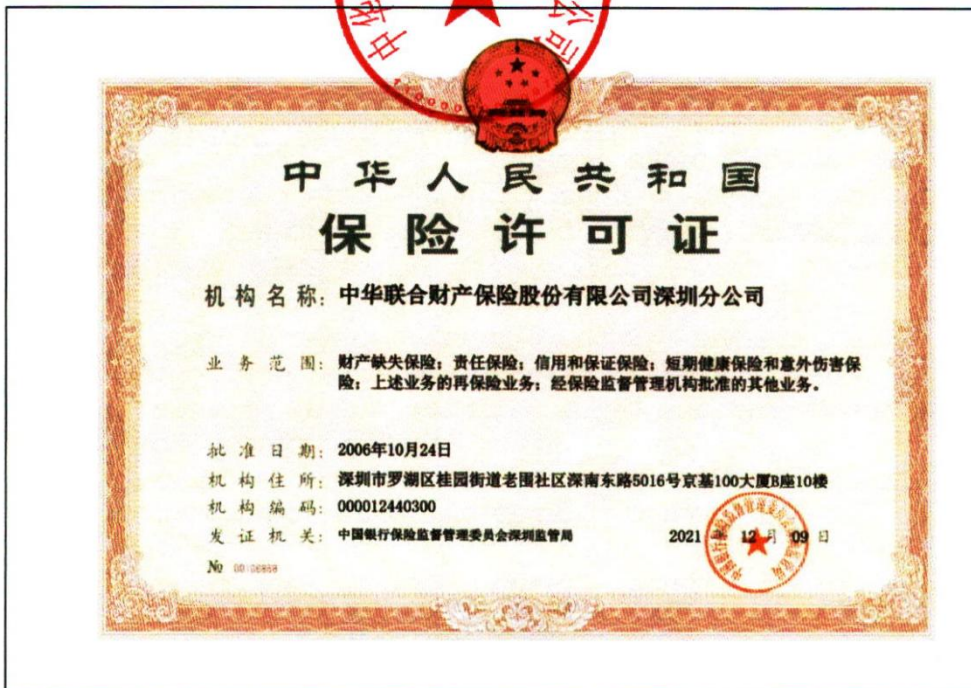 中华人民共和国
保险许可证
机构名称：中华联合财产保险股份有限公司深圳分公司
业务范围：财产缺失保险；责任保险；信用和保证保险；短期健康保险和意外伤害保
险；上述业务的再保险业务；经保险监督管理机构批准的其他业务。
批准日期：2006年10月24日
机构住所：深圳市罗湖区桂园街道老围社区深南东路5016号京基100大厦B座10楼
机构编码：000012440300
发证机关：中国银行保险监督管理委员会深圳监管局
2021 12月09日
№ 00106868